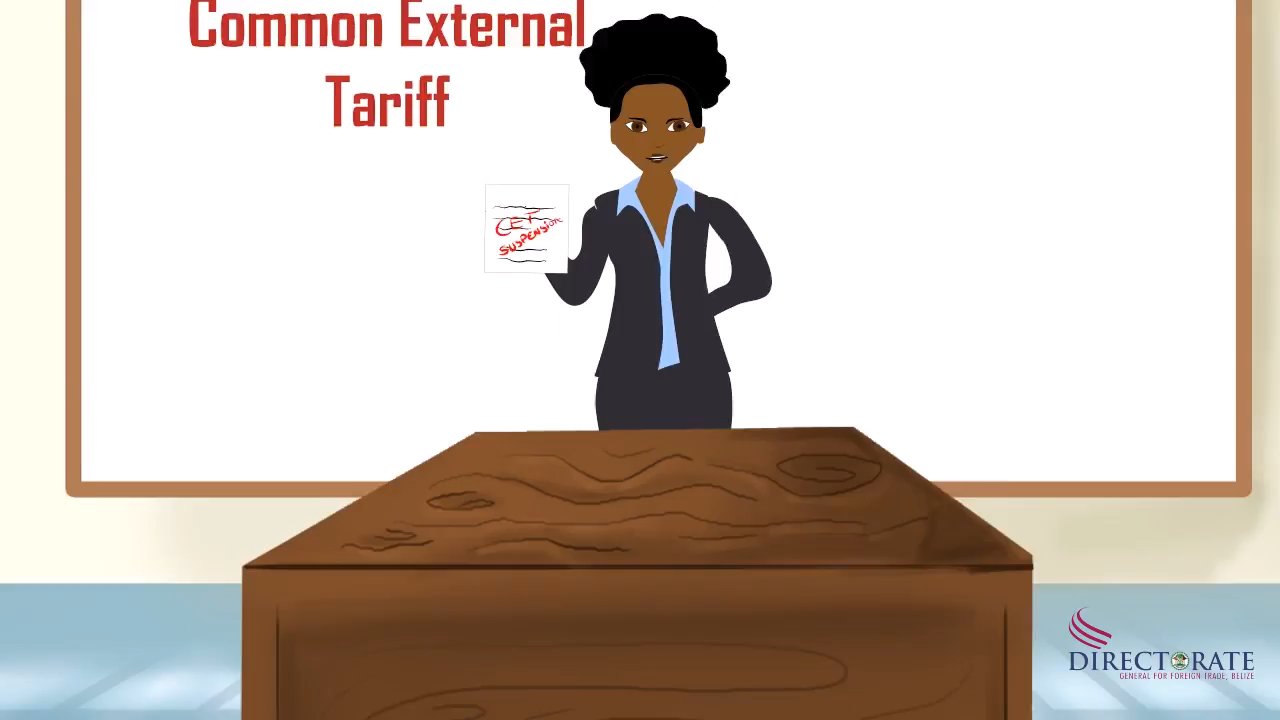 Common External
Tariff
CET
SUSPENSION
DIRECTORATE
GENERAL FOR FOREIGN TRADE, BELIZE